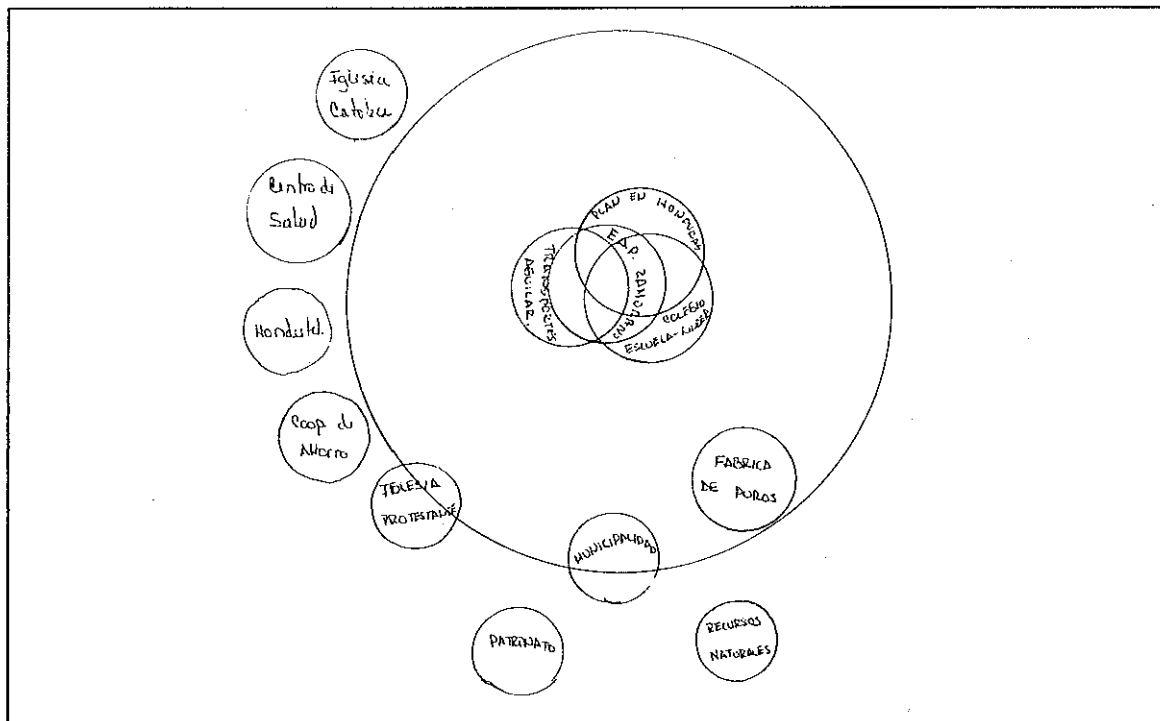 Iglesia
Catolica
Centro de
Salud
Hondutel.
Coop de
Ahorro
IGLESIA
PROTESTANTE
PLAN EN HONDURAS
E.A.P. ZAMORANO
TRANSPORTES
AGUILAR.
COLEGIO
ESCUELA-
FABRICA
DE PUROS
MUNICIPALIDAD
PATRONATO
RECURSOS
NATURALES